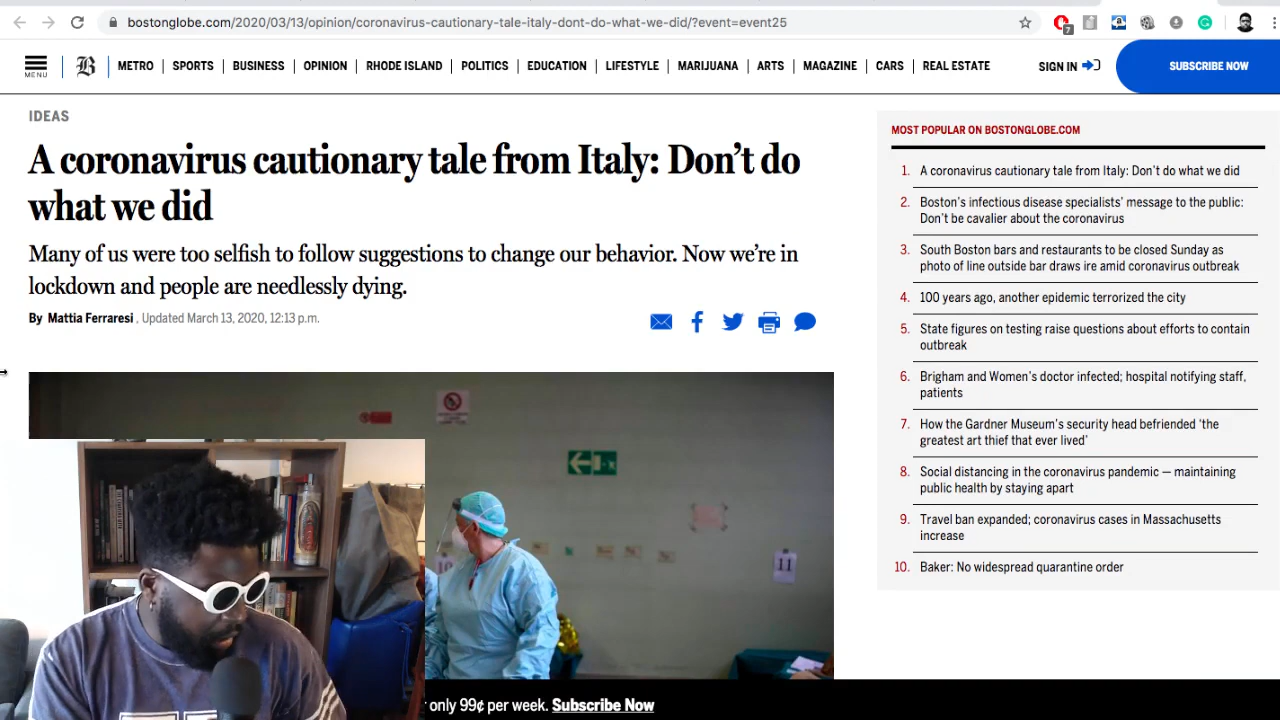 bostonglobe.com/2020/03/13/opinion/coronavirus-cautionary-tale-italy-dont-do-what-we-did/?event=event25
7
MENU
B
METRO | SPORTS | BUSINESS | OPINION | RHODE ISLAND | POLITICS | EDUCATION | LIFESTYLE | MARIJUANA | ARTS | MAGAZINE | CARS | REAL ESTATE
SIGN IN
SUBSCRIBE NOW
IDEAS
A coronavirus cautionary tale from Italy: Don't do
what we did
Many of us were too selfish to follow suggestions to change our behavior. Now we're in
lockdown and people are needlessly dying.
By Mattia Ferraresi , Updated March 13, 2020, 12:13 p.m.
11
only 99¢ per week. Subscribe Now
MOST POPULAR ON BOSTONGLOBE.COM
1. A coronavirus cautionary tale from Italy: Don't do what we did
2. Boston's infectious disease specialists' message to the public:
Don't be cavalier about the coronavirus
3. South Boston bars and restaurants to be closed Sunday as
photo of line outside bar draws ire amid coronavirus outbreak
4. 100 years ago, another epidemic terrorized the city
5. State figures on testing raise questions about efforts to contain
outbreak
6. Brigham and Women's doctor infected; hospital notifying staff,
patients
7. How the Gardner Museum's security head befriended 'the
greatest art thief that ever lived'
8. Social distancing in the coronavirus pandemic — maintaining
public health by staying apart
9. Travel ban expanded; coronavirus cases in Massachusetts
increase
10. Baker: No widespread quarantine order